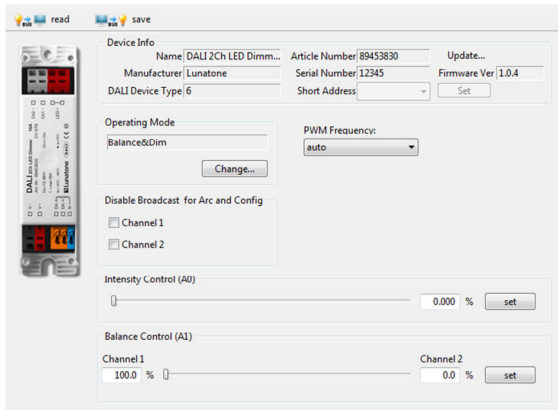 read save
Device Info
Name DALI 2Ch LED Dimm... Article Number 89453830 Update...
Manufacturer Lunatone Serial Number 12345 Firmware Ver 1.0.4
DALI Device Type 6 Short Address Set
Operating Mode
Balance&Dim
Change...
PWM Frequency:
auto
Disable Broadcast for Arc and Config
Channel 1
Channel 2
Intensity Control (A0)
0.000 % set
Balance Control (A1)
Channel 1 Channel 2
100.0 % 0.0 % set
DALI 2Ch LED Dimmer
Lunatone